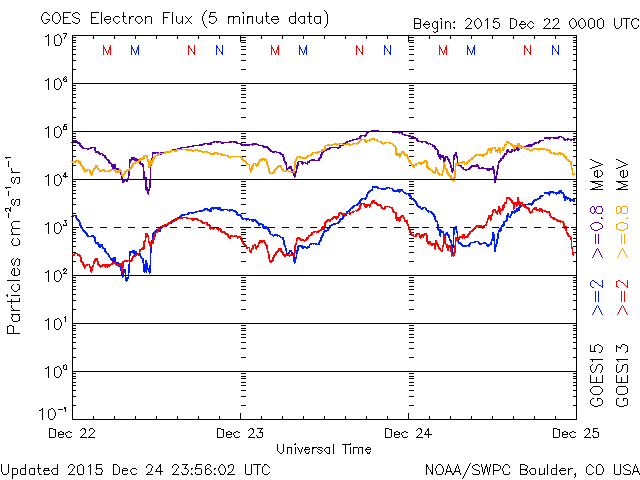 GOES Electron Flux (5 minute data)
Begin: 2015 Dec 22 0000 UTC
M M N N M M N N M M N N
10⁷
10⁶
10⁵
10⁴
10³
10²
10¹
10⁰
10⁻¹
Particles cm⁻²s⁻¹sr⁻¹
GOES15 >=2 >=0.8 MeV
GOES13 >=2 >=0.8 MeV
Dec 22 Dec 23 Dec 24 Dec 25
Universal Time
Updated 2015 Dec 24 23:56:02 UTC
NOAA/SWPC Boulder, CO USA